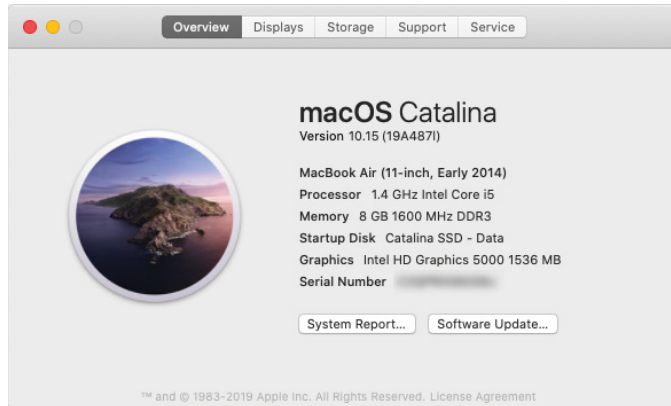 Overview Displays Storage Support Service
macOS Catalina
Version 10.15 (19A487l)
MacBook Air (11-inch, Early 2014)
Processor 1.4 GHz Intel Core i5
Memory 8 GB 1600 MHz DDR3
Startup Disk Catalina SSD - Data
Graphics Intel HD Graphics 5000 1536 MB
Serial Number
System Report... Software Update...
™ and © 1983-2019 Apple Inc. All Rights Reserved. License Agreement